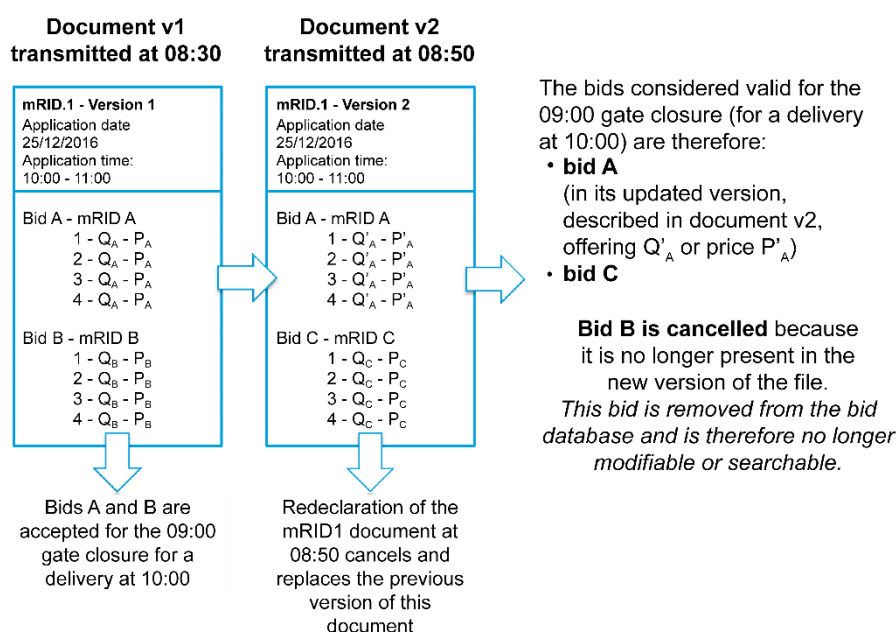 Document v1
transmitted at 08:30
mRID.1 - Version 1
Application date
25/12/2016
Application time:
10:00 - 11:00
Bid A - mRID A
1 - QA - PA
2 - QA - PA
3 - QA - PA
4 - QA - PA
Bid B - mRID B
1 - QB - PB
2 - QB - PB
3 - QB - PB
4 - QB - PB
Bids A and B are
accepted for the 09:00
gate closure for a
delivery at 10:00
Document v2
transmitted at 08:50
mRID.1 - Version 2
Application date
25/12/2016
Application time:
10:00 - 11:00
Bid A - mRID A
1 - Q'A - P'A
2 - Q'A - P'A
3 - Q'A - P'A
4 - Q'A - P'A
Bid C - mRID C
1 - QC - PC
2 - QC - PC
3 - QC - PC
4 - QC - PC
Redeclaration of the
mRID1 document at
08:50 cancels and
replaces the previous
version of this
document
The bids considered valid for the
09:00 gate closure (for a delivery
at 10:00) are therefore:
• bid A
(in its updated version,
described in document v2,
offering Q'A or price P'A)
• bid C
Bid B is cancelled because
it is no longer present in the
new version of the file.
This bid is removed from the bid
database and is therefore no longer
modifiable or searchable.